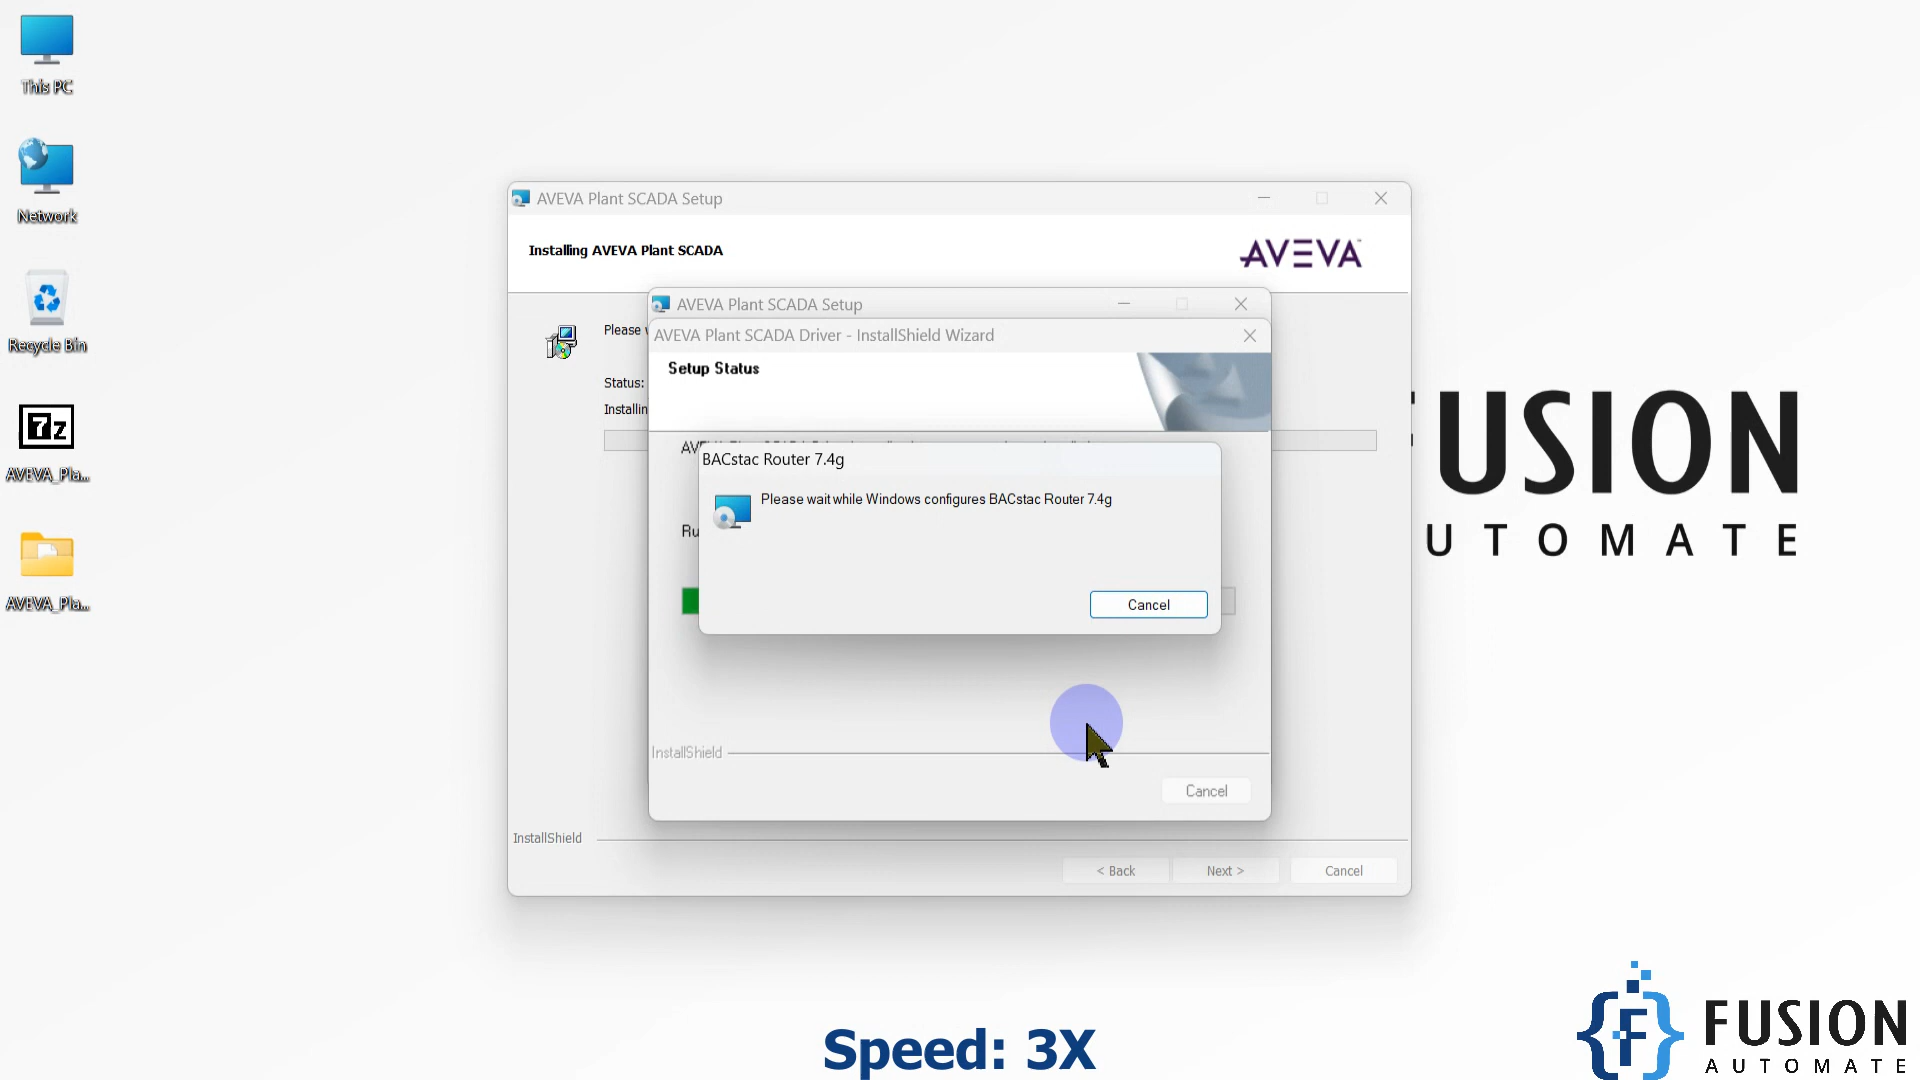 This PC
Network
Recycle Bin
AVEVA_Pla...
AVEVA_Pla...
AVEVA Plant SCADA Setup
Installing AVEVA Plant SCADA
AVEVA
Please
Status:
AVEVA Plant SCADA Setup
AVEVA Plant SCADA Driver - InstallShield Wizard
Setup Status
BACstac Router 7.4g
Please wait while Windows configures BACstac Router 7.4g
Cancel
InstallShield
Cancel
InstallShield
< Back
Next >
Cancel
FUSION
UTOMATE
Speed: 3X
F
FUSION
AUTOMATE